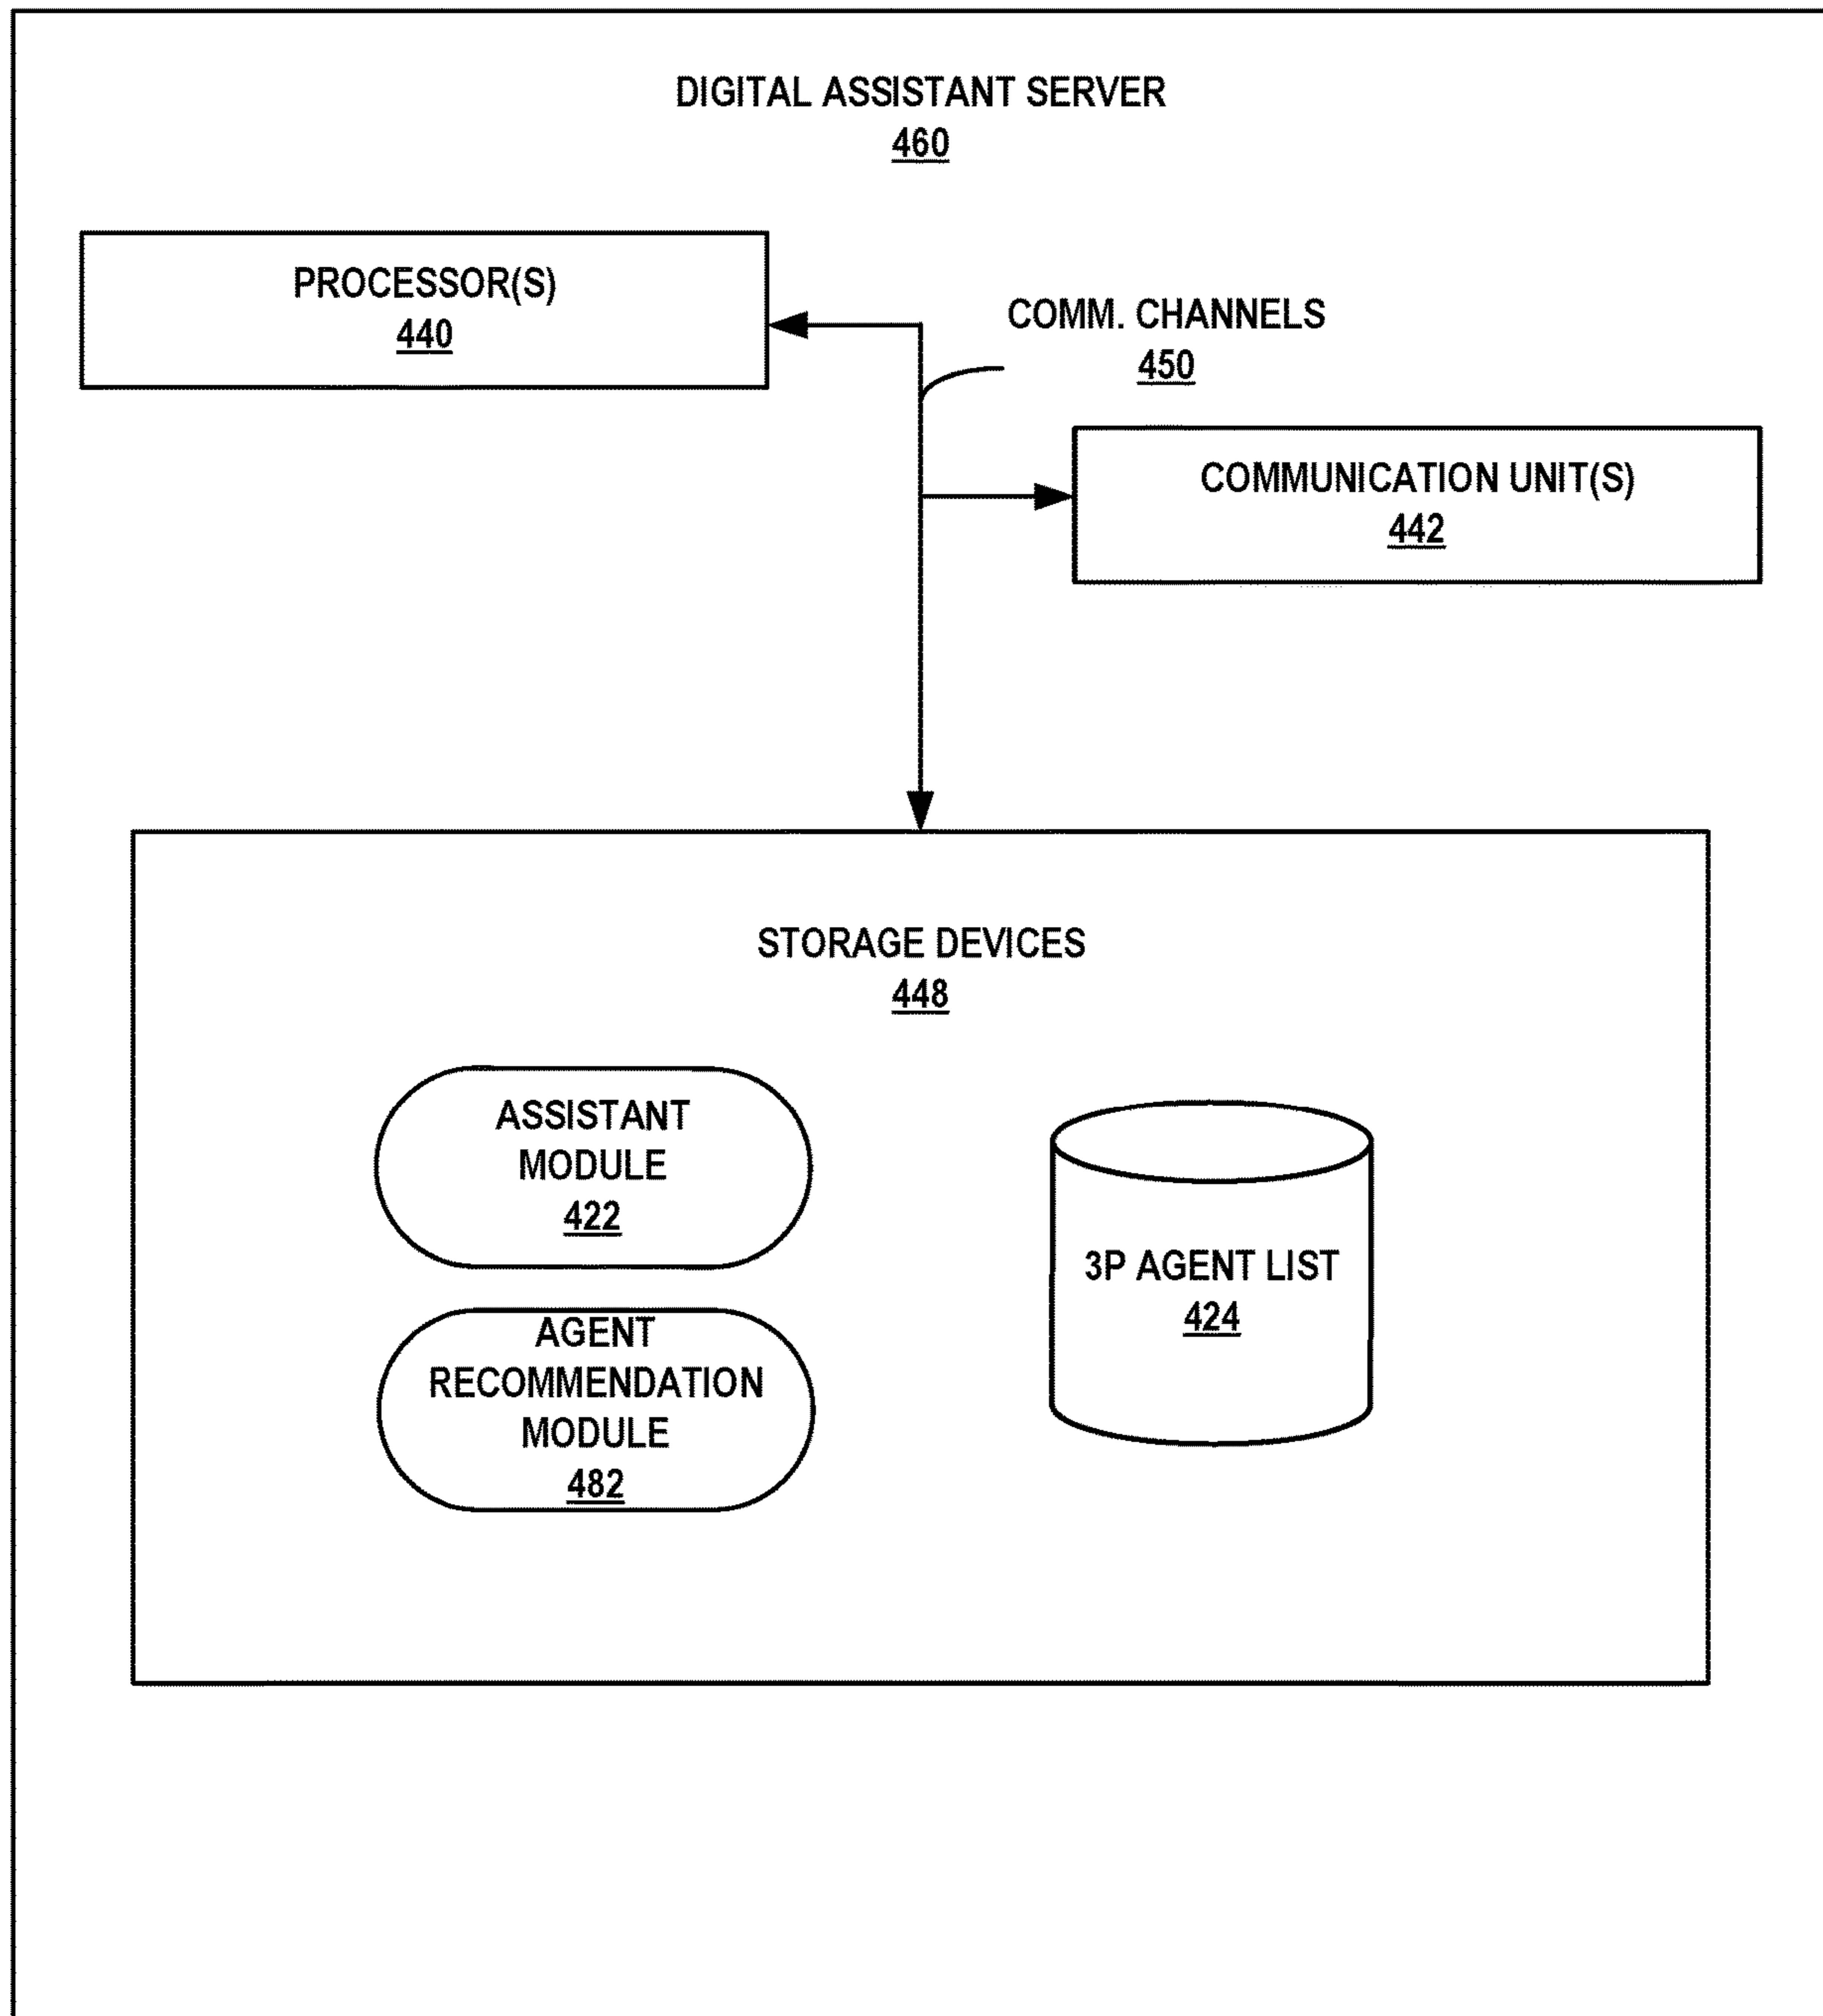 DIGITAL ASSISTANT SERVER
460
PROCESSOR(S)
440
COMM. CHANNELS
450
COMMUNICATION UNIT(S)
442
STORAGE DEVICES
448
ASSISTANT
MODULE
422
AGENT
RECOMMENDATION
MODULE
482
3P AGENT LIST
424